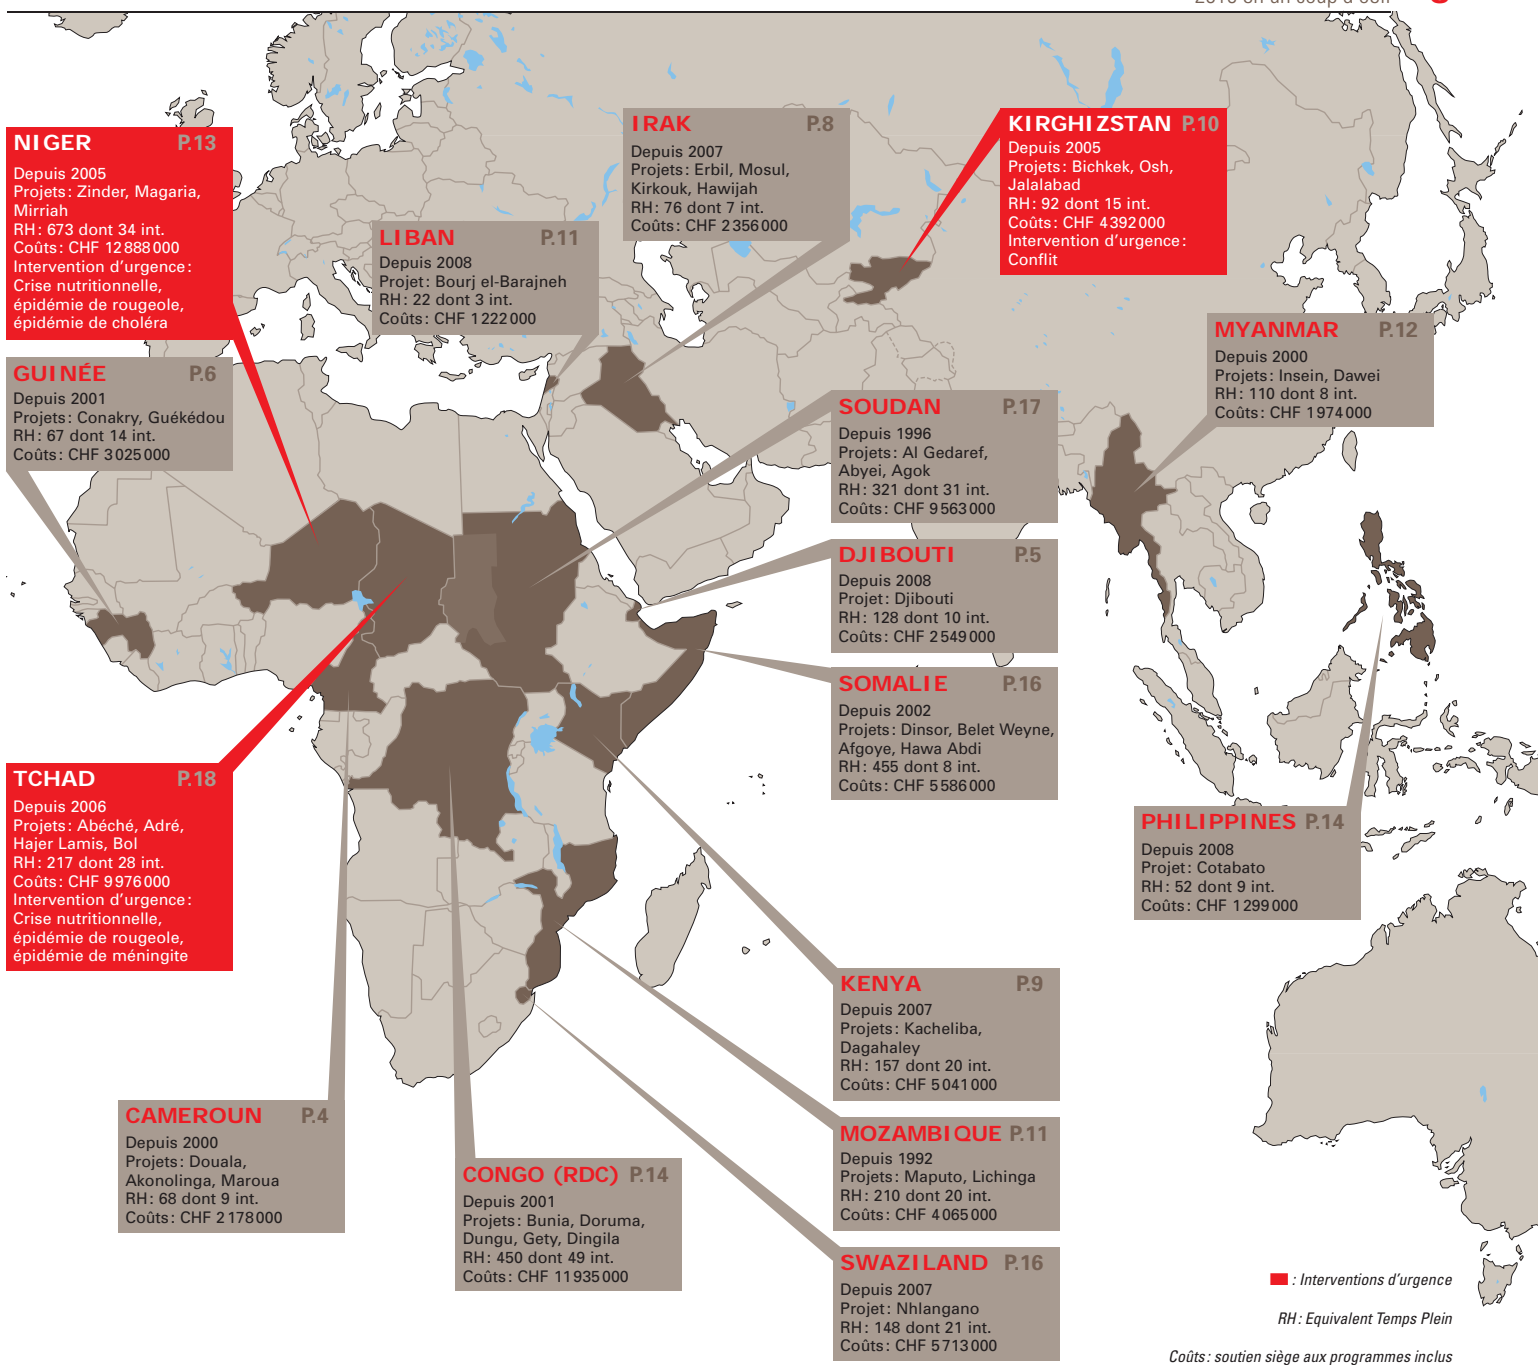 NIGER P.13
Depuis 2005
Projets: Zinder, Magaria,
Mirriah
RH: 673 dont 34 int.
Coûts: CHF 12 888 000
Intervention d'urgence:
Crise nutritionnelle,
épidémie de rougeole,
épidémie de choléra
GUINÉE P.6
Depuis 2001
Projets: Conakry, Guékédou
RH: 67 dont 14 int.
Coûts: CHF 3 025 000
LIBAN P.11
Depuis 2008
Projet: Bourj el-Barajneh
RH: 22 dont 3 int.
Coûts: CHF 1 222 000
IRAK P.8
Depuis 2007
Projets: Erbil, Mosul,
Kirkouk, Hawijah
RH: 76 dont 7 int.
Coûts: CHF 2 356 000
KIRGHIZSTAN P.10
Depuis 2005
Projets: Bichkek, Osh,
Jalalabad
RH: 92 dont 15 int.
Coûts: CHF 4 392 000
Intervention d'urgence:
Conflit
MYANMAR P.12
Depuis 2000
Projets: Insein, Dawei
RH: 110 dont 8 int.
Coûts: CHF 1 974 000
SOUDAN P.17
Depuis 1996
Projets: Al Gedaref,
Abyei, Agok
RH: 321 dont 31 int.
Coûts: CHF 9 563 000
DJIBOUTI P.5
Depuis 2008
Projet: Djibouti
RH: 128 dont 10 int.
Coûts: CHF 2 549 000
SOMALIE P.16
Depuis 2002
Projets: Dinsor, Belet Weyne,
Afgoye, Hawa Abdi
RH: 455 dont 8 int.
Coûts: CHF 5 586 000
TCHAD P.18
Depuis 2006
Projets: Abéché, Adré,
Hajer Lamis, Bol
RH: 217 dont 28 int.
Coûts: CHF 9 976 000
Intervention d'urgence:
Crise nutritionnelle,
épidémie de rougeole,
épidémie de méningite
PHILIPPINES P.14
Depuis 2008
Projet: Cotabato
RH: 52 dont 9 int.
Coûts: CHF 1 299 000
KENYA P.9
Depuis 2007
Projets: Kacheliba,
Dagahaley
RH: 157 dont 20 int.
Coûts: CHF 5 041 000
CAMEROUN P.4
Depuis 2000
Projets: Douala,
Akonolinga, Maroua
RH: 68 dont 9 int.
Coûts: CHF 2 178 000
CONGO (RDC) P.14
Depuis 2001
Projets: Bunia, Doruma,
Dungu, Gety, Dingila
RH: 450 dont 49 int.
Coûts: CHF 11 935 000
MOZAMBIQUE P.11
Depuis 1992
Projets: Maputo, Lichinga
RH: 210 dont 20 int.
Coûts: CHF 4 065 000
SWAZILAND P.16
Depuis 2007
Projet: Nhlangano
RH: 148 dont 21 int.
Coûts: CHF 5 713 000
: Interventions d'urgence
RH: Equivalent Temps Plein
Coûts: soutien siège aux programmes inclus